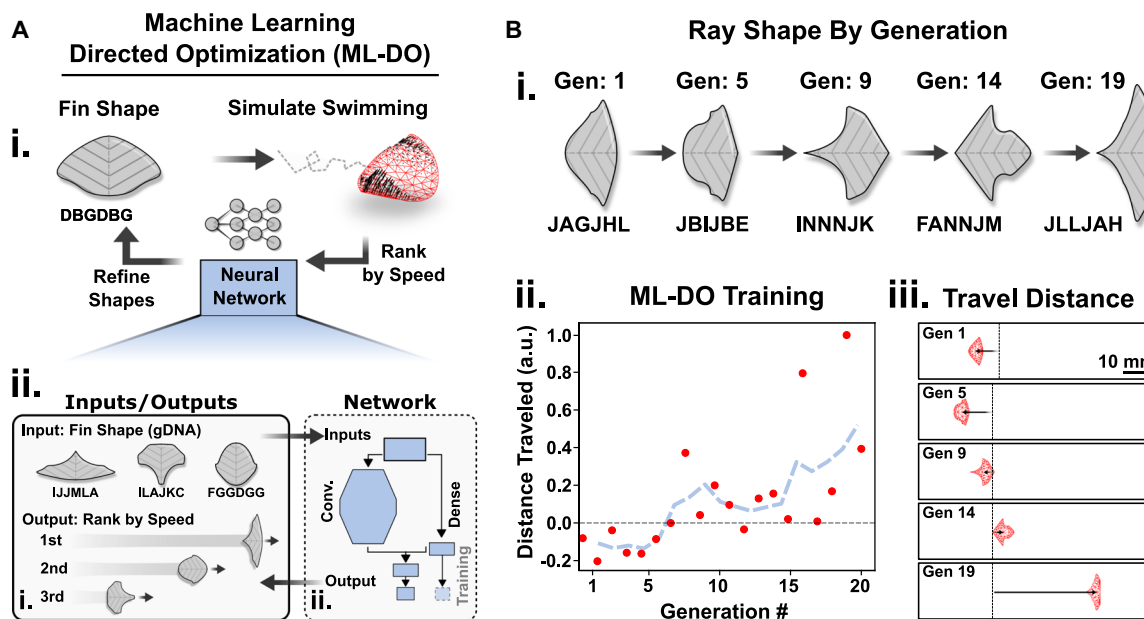 A
Machine Learning
Directed Optimization (ML-DO)
i.
Fin Shape
Simulate Swimming
DBGDBG
Refine
Shapes
Neural
Network
Rank
by Speed
ii.
Inputs/Outputs
Input: Fin Shape (gDNA)
IJJMLA
ILAJKC
FGGDGG
Output: Rank by Speed
1st
2nd
3rd
i.
Network
Inputs
Conv.
Dense
Output
Training
ii.
B
Ray Shape By Generation
i.
Gen: 1
Gen: 5
Gen: 9
Gen: 14
Gen: 19
JAGJHL
JBIJBE
INNNJK
FANNJM
JLLJAH
ii.
ML-DO Training
Distance Traveled (a.u.)
1.0
0.8
0.6
0.4
0.2
0.0
-0.2
1
5
10
15
20
Generation #
iii.
Travel Distance
Gen 1
10 mm
Gen 5
Gen 9
Gen 14
Gen 19